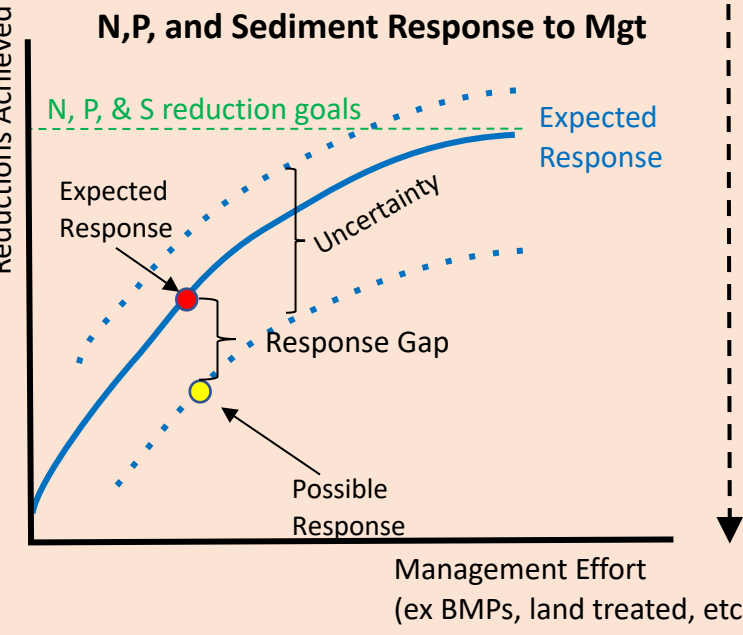 N,P, and Sediment Response to Mgt
Reductions Achieved
N, P, & S reduction goals
Expected
Response
Expected
Response
Uncertainty
Response Gap
Possible
Response
Management Effort
(ex BMPs, land treated, etc